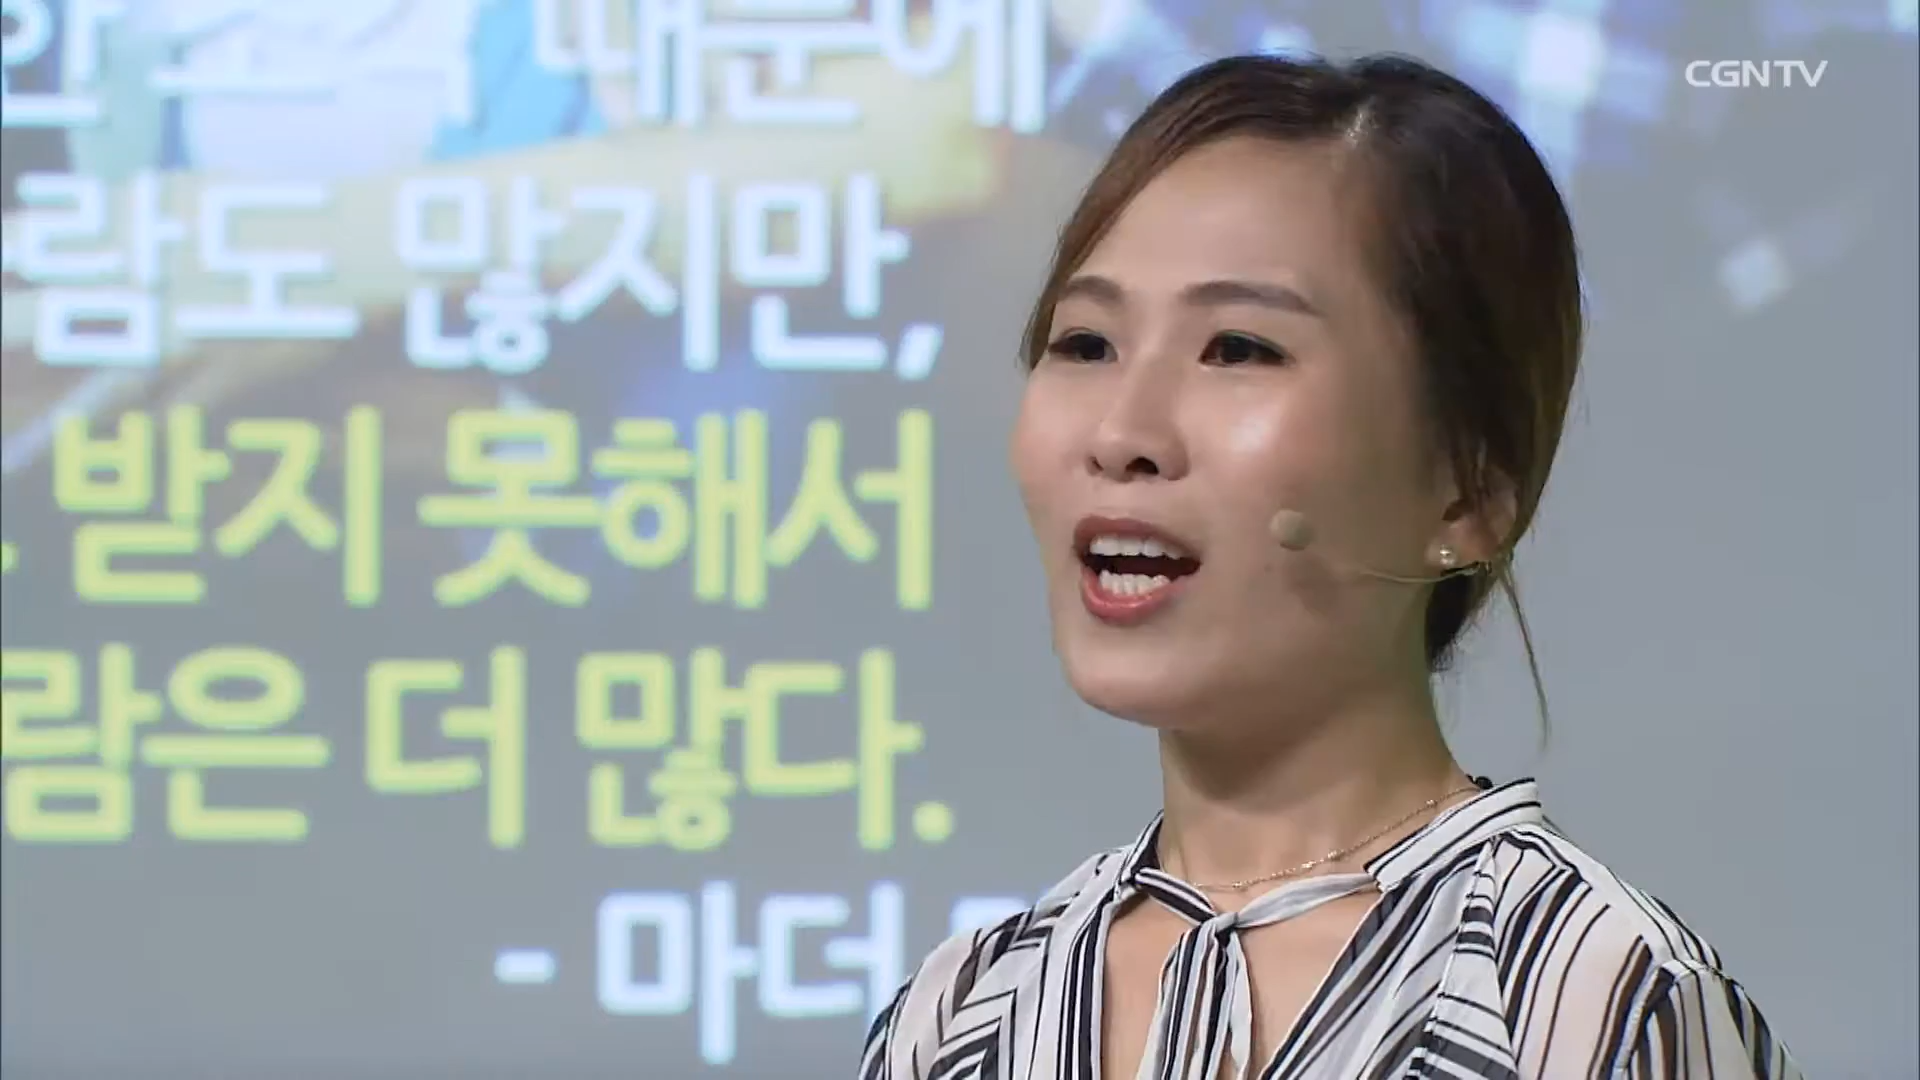 CGNTV
때문에
람도 많지만,
받지 못해서
람은 더 많다.
- 마더